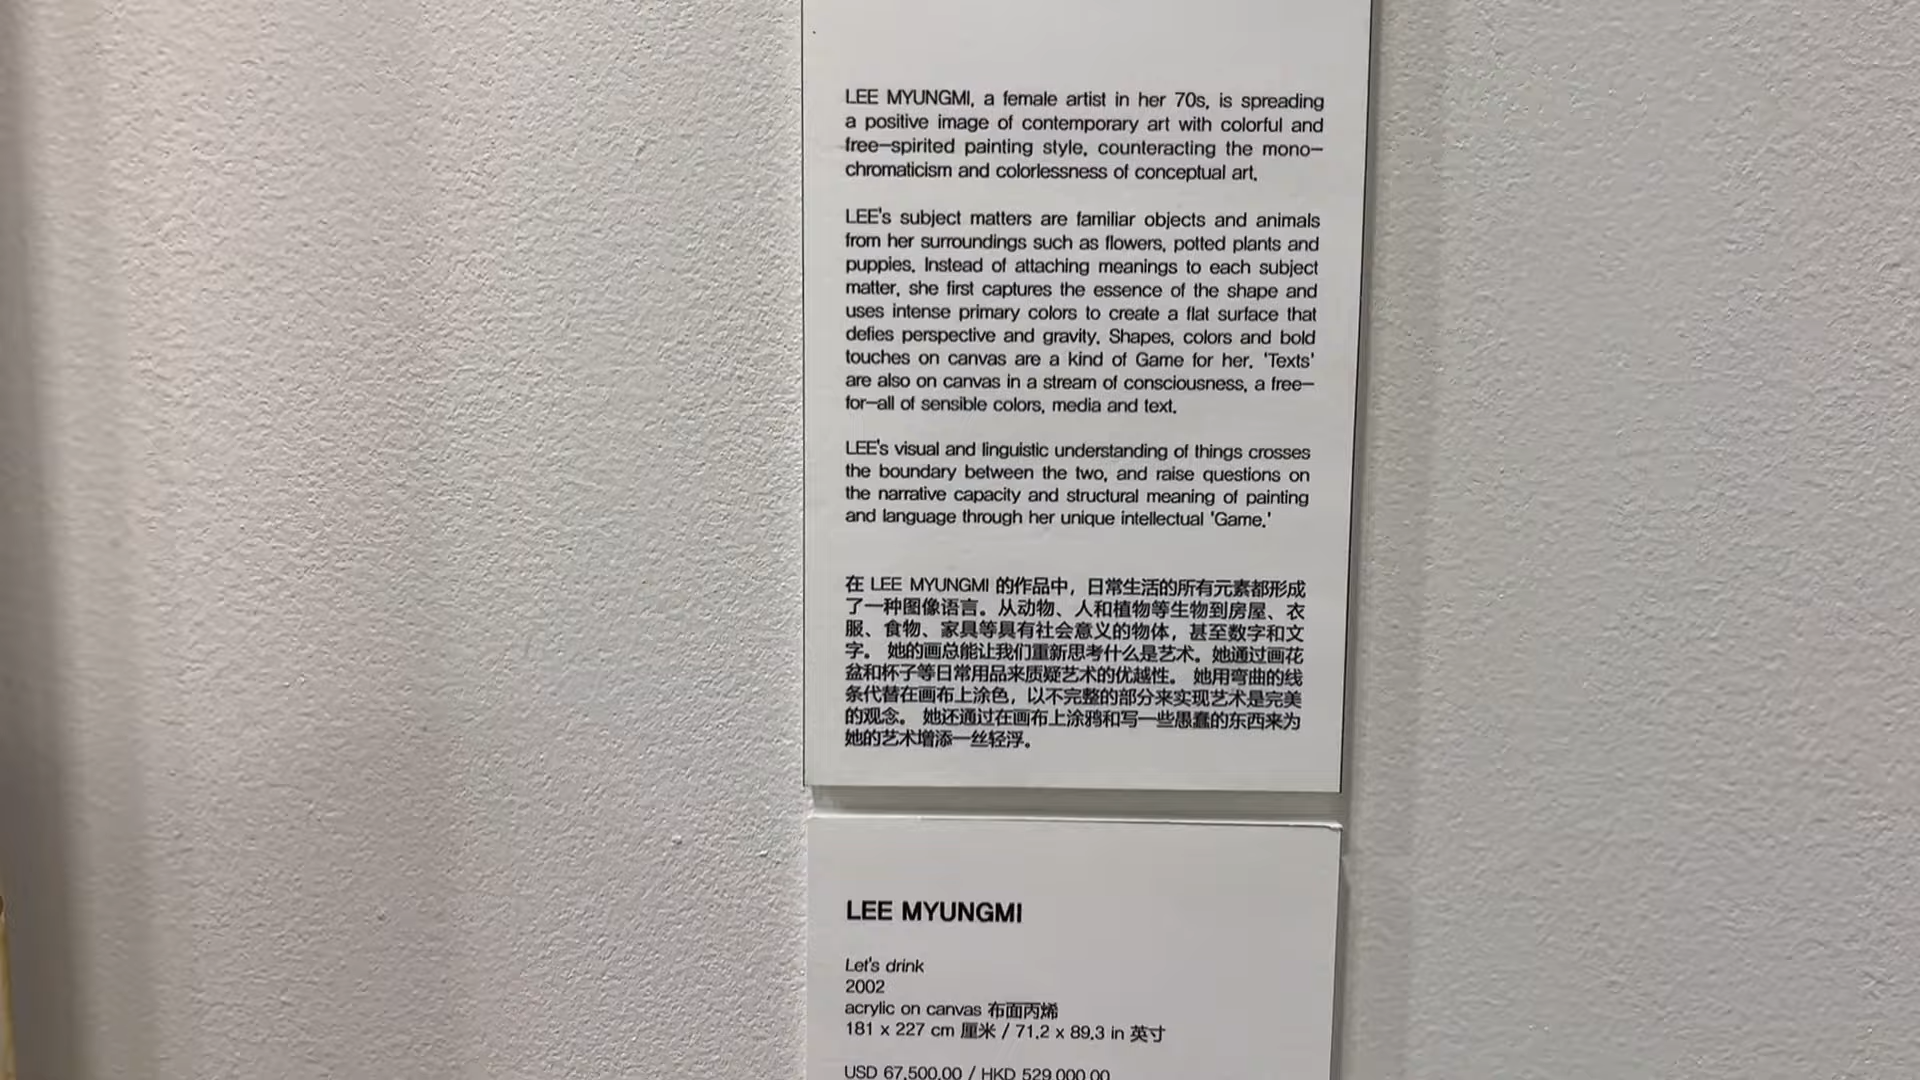 LEE MYUNGMI, a female artist in her 70s, is spreading
a positive image of contemporary art with colorful and
free-spirited painting style, counteracting the mono-
chromaticism and colorlessness of conceptual art.
LEE's subject matters are familiar objects and animals
from her surroundings such as flowers, potted plants and
puppies. Instead of attaching meanings to each subject
matter, she first captures the essence of the shape and
uses intense primary colors to create a flat surface that
defies perspective and gravity. Shapes, colors and bold
touches on canvas are a kind of Game for her. 'Texts'
are also on canvas in a stream of consciousness, a free-
for-all of sensible colors, media and text.
LEE's visual and linguistic understanding of things crosses
the boundary between the two, and raise questions on
the narrative capacity and structural meaning of painting
and language through her unique intellectual 'Game.'
在 LEE MYUNGMI 的作品中，日常生活的所有元素都形成
了一种图像语言。从动物、人和植物等生物到房屋、衣
服、食物、家具等具有社会意义的物体，甚至数字和文
字。 她的画总能让我们重新思考什么是艺术。她通过画花
盆和杯子等日常用品来质疑艺术的优越性。 她用弯曲的线
条代替在画布上涂色，以不完整的部分来实现艺术是完美
的观念。 她还通过在画布上涂鸦和写一些愚蠢的东西来为
她的艺术增添一丝轻浮。
LEE MYUNGMI
Let's drink
2002
acrylic on canvas 布面丙烯
181 x 227 cm 厘米 / 71.2 x 89.3 in 英寸
USD 67,500.00 / HKD 529,000.00